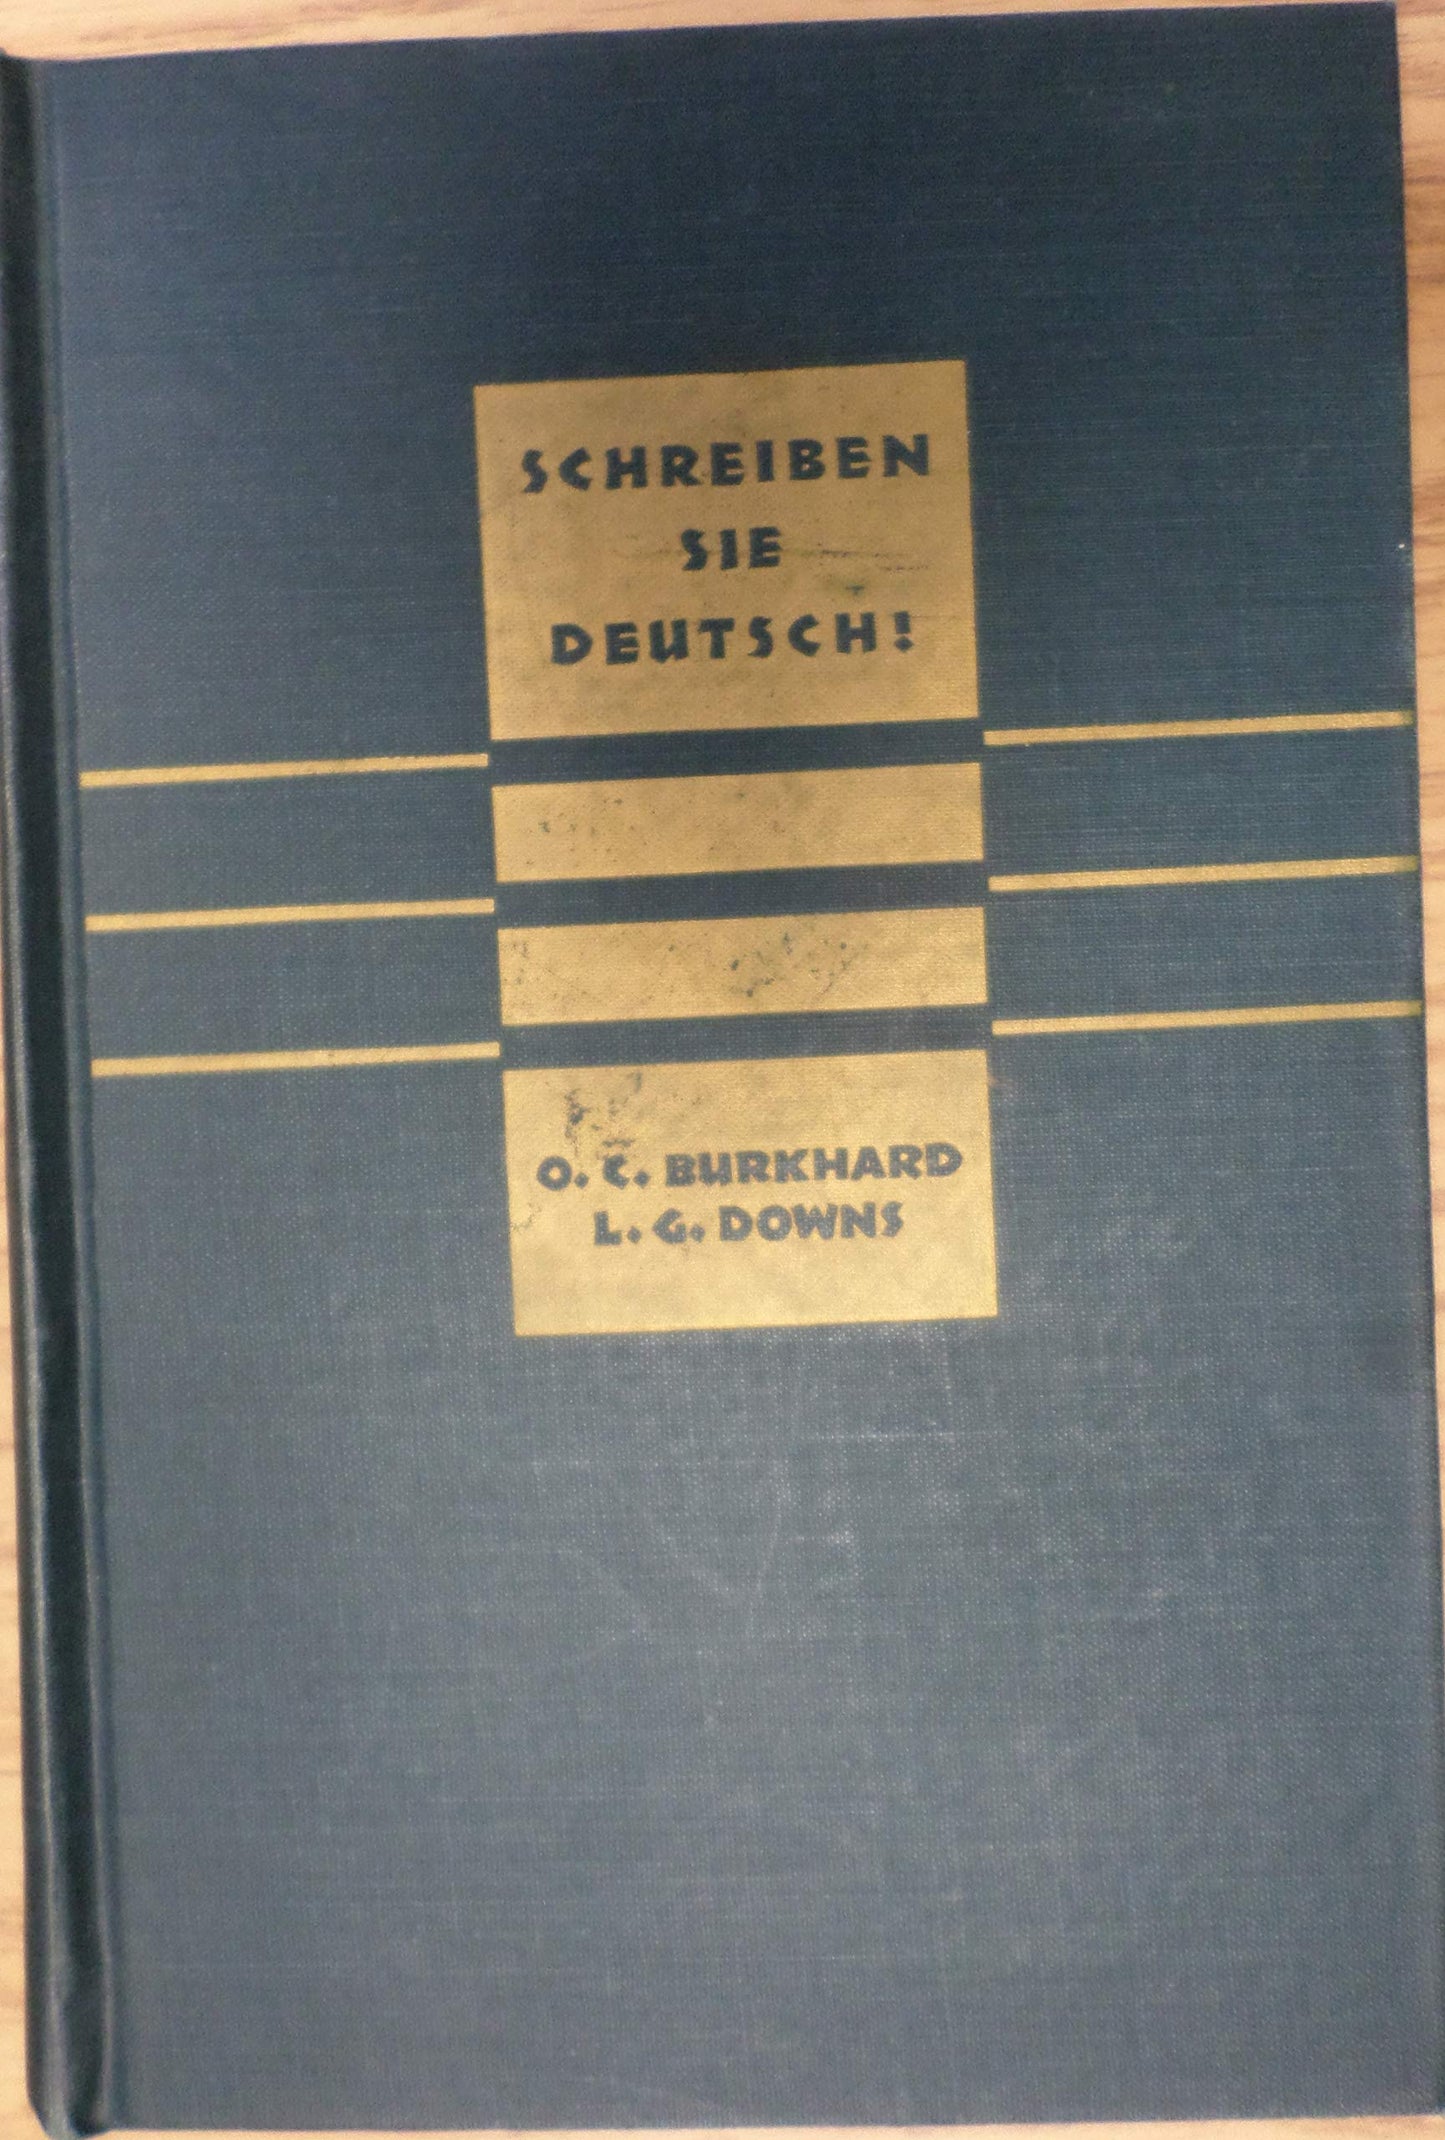 SCHREIBEN
SIE
DEUTSCH!
O. C. BURKHARD
L. G. DOWNS